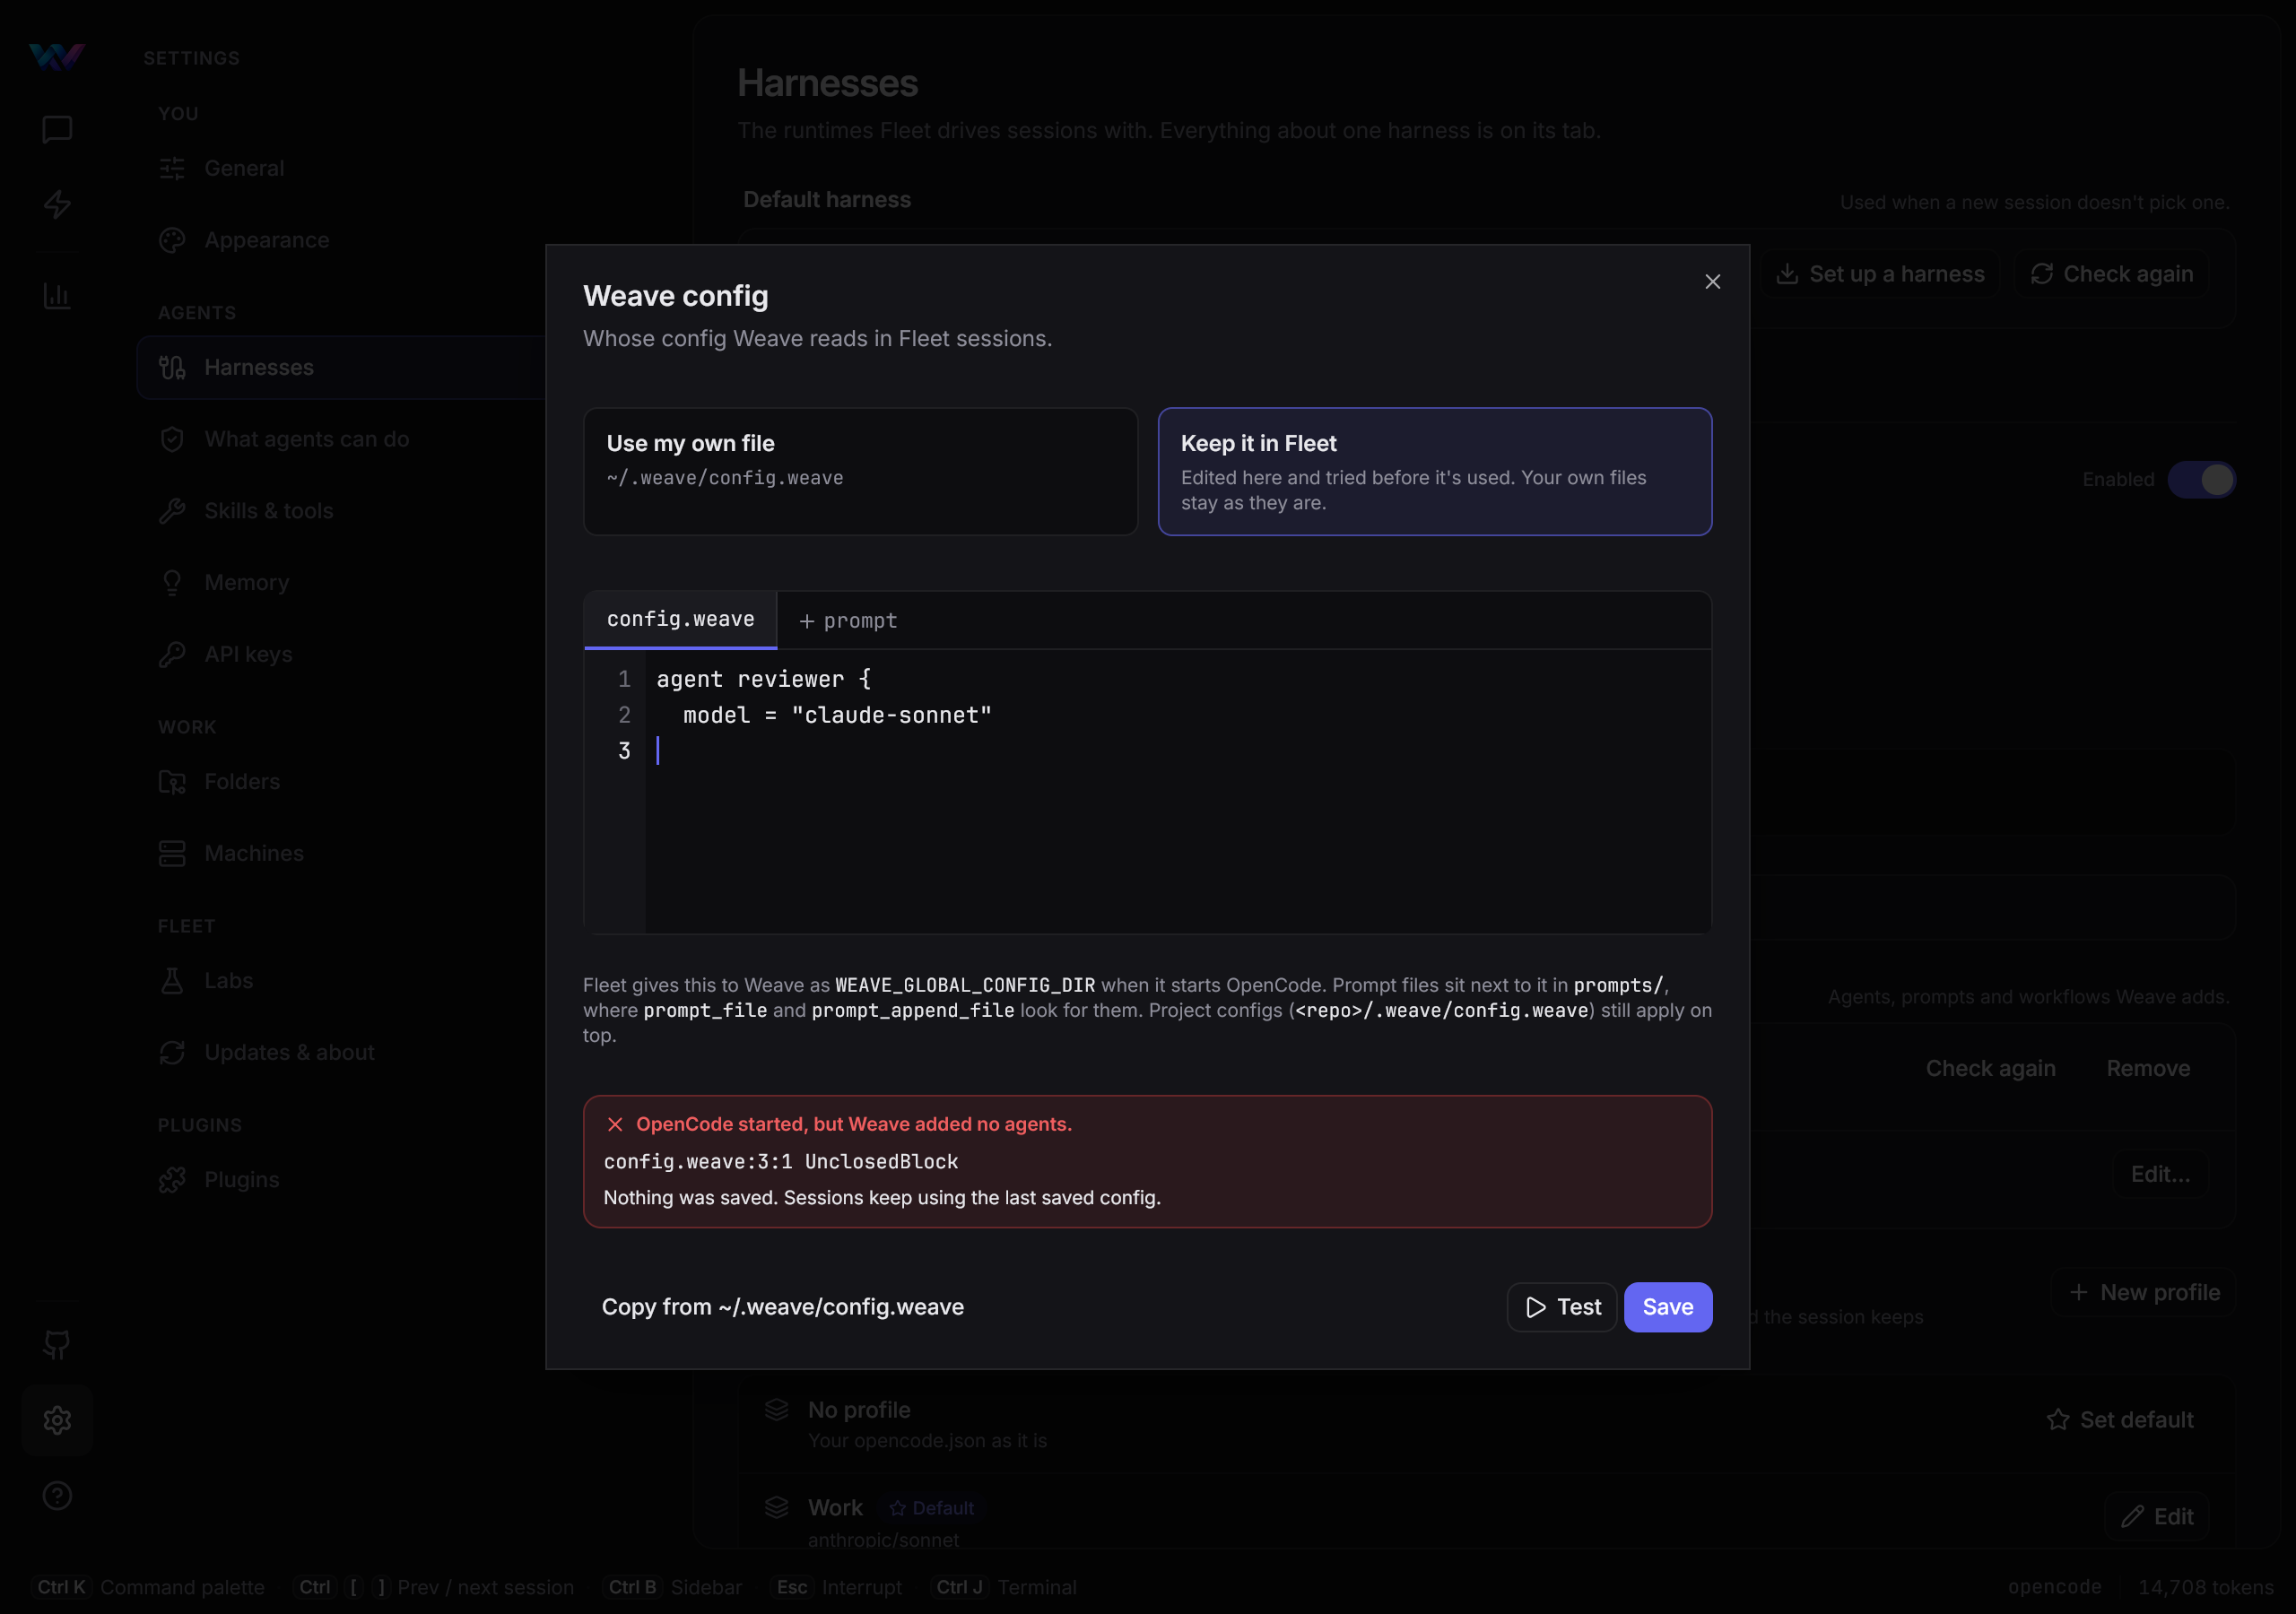 SETTINGS
YOU
General
Appearance
AGENTS
Harnesses
What agents can do
Skills & tools
Memory
API keys
WORK
Folders
Machines
FLEET
Labs
Updates & about
PLUGINS
Plugins
Harnesses
The runtimes Fleet drives sessions with. Everything about one harness is on its tab.
Default harness
Used when a new session doesn't pick one.
Set up a harness
Check again
Enabled
Weave config
Whose config Weave reads in Fleet sessions.
Use my own file
~/.weave/config.weave
Keep it in Fleet
Edited here and tried before it's used. Your own files
stay as they are.
config.weave
+ prompt
1 agent reviewer {
2 model = "claude-sonnet"
3
Fleet gives this to Weave as WEAVE_GLOBAL_CONFIG_DIR when it starts OpenCode. Prompt files sit next to it in prompts/,
where prompt_file and prompt_append_file look for them. Project configs (<repo>/.weave/config.weave) still apply on
top.
OpenCode started, but Weave added no agents.
config.weave:3:1 UnclosedBlock
Nothing was saved. Sessions keep using the last saved config.
Copy from ~/.weave/config.weave
Test
Save
Agents, prompts and workflows Weave adds.
Check again
Remove
Edit...
+ New profile
the session keeps
No profile
Your opencode.json as it is
Set default
Work
Default
anthropic/sonnet
Edit
Ctrl K Command palette
Ctrl [ ] Prev / next session
Ctrl B Sidebar
Esc Interrupt
Ctrl J Terminal
opencode
14,708 tokens